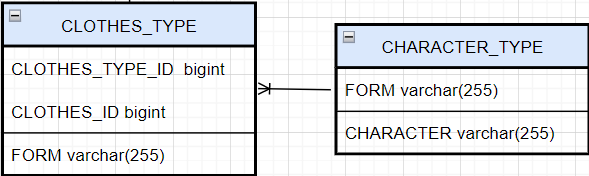 CLOTHES_TYPE
CLOTHES_TYPE_ID  bigint
CLOTHES_ID bigint
FORM varchar(255)
CHARACTER_TYPE
FORM varchar(255)
CHARACTER varchar(255)